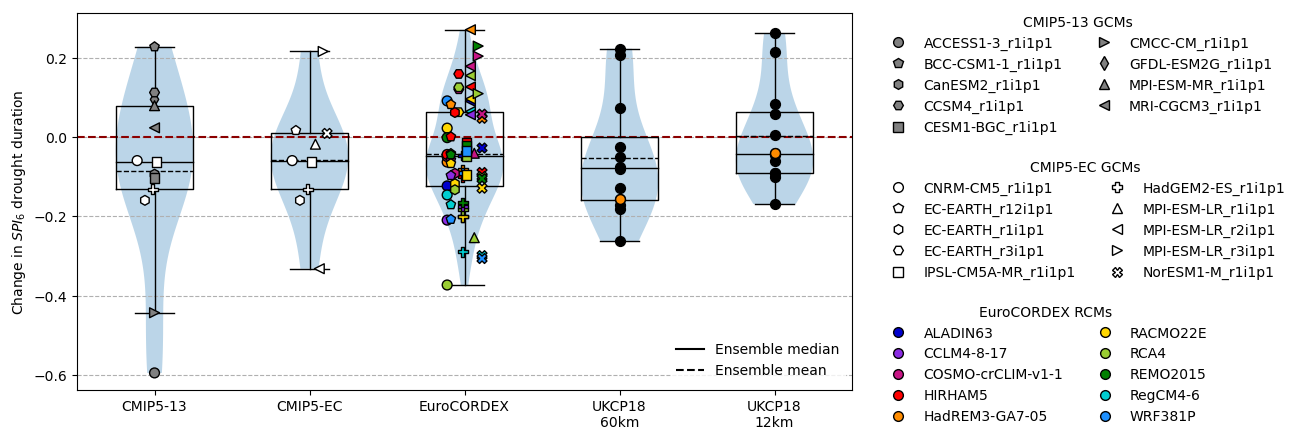 Change in SPI6 drought duration
0.2
0.0
−0.2
−0.4
−0.6
Ensemble median
Ensemble mean
CMIP5-13
CMIP5-EC
EuroCORDEX
UKCP18
60km
UKCP18
12km
CMIP5-13 GCMs
ACCESS1-3_r1i1p1
BCC-CSM1-1_r1i1p1
CanESM2_r1i1p1
CCSM4_r1i1p1
CESM1-BGC_r1i1p1
CMCC-CM_r1i1p1
GFDL-ESM2G_r1i1p1
MPI-ESM-MR_r1i1p1
MRI-CGCM3_r1i1p1
CMIP5-EC GCMs
CNRM-CM5_r1i1p1
EC-EARTH_r12i1p1
EC-EARTH_r1i1p1
EC-EARTH_r3i1p1
IPSL-CM5A-MR_r1i1p1
HadGEM2-ES_r1i1p1
MPI-ESM-LR_r1i1p1
MPI-ESM-LR_r2i1p1
MPI-ESM-LR_r3i1p1
NorESM1-M_r1i1p1
EuroCORDEX RCMs
ALADIN63
CCLM4-8-17
COSMO-crCLIM-v1-1
HIRHAM5
HadREM3-GA7-05
RACMO22E
RCA4
REMO2015
RegCM4-6
WRF381P